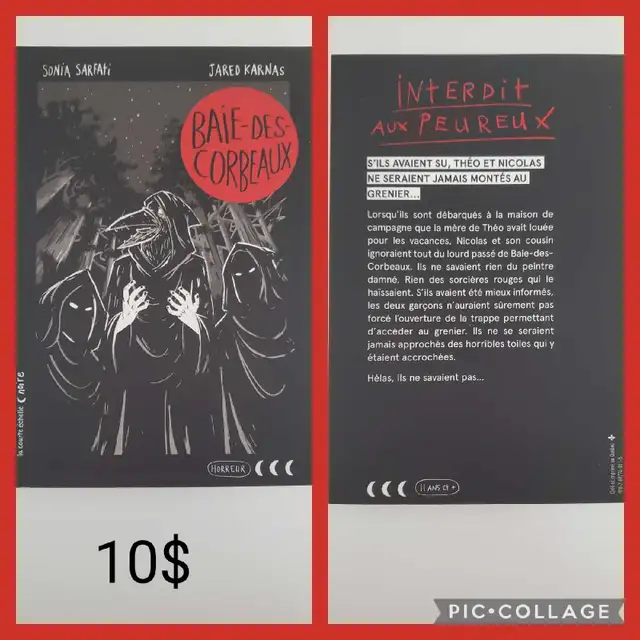 SONIA SARFATI
JARED KARNAS
BAIE-DES-
CORBEAUX
la courte échelle
noire
HORREUR
10$
INTERDIT
AUX PEUREUX
S'ILS AVAIENT SU, THÉO ET NICOLAS
NE SERAIENT JAMAIS MONTÉS AU
GRENIER...
Lorsqu'ils sont débarqués à la maison de
campagne que la mère de Théo avait louée
pour les vacances, Nicolas et son cousin
ignoraient tout du lourd passé de Baie-des-
Corbeaux. Ils ne savaient rien du peintre
damné. Rien des sorcières rouges qui le
haïssaient. S'ils avaient été mieux informés,
les deux garçons n'auraient sûrement pas
forcé l'ouverture de la trappe permettant
d'accéder au grenier. Ils ne se seraient
jamais approchés des horribles toiles qui y
étaient accrochées.
Hélas, ils ne savaient pas...
11 ANS et +
Créé et imprimé au Québec
PIC•COLLAGE